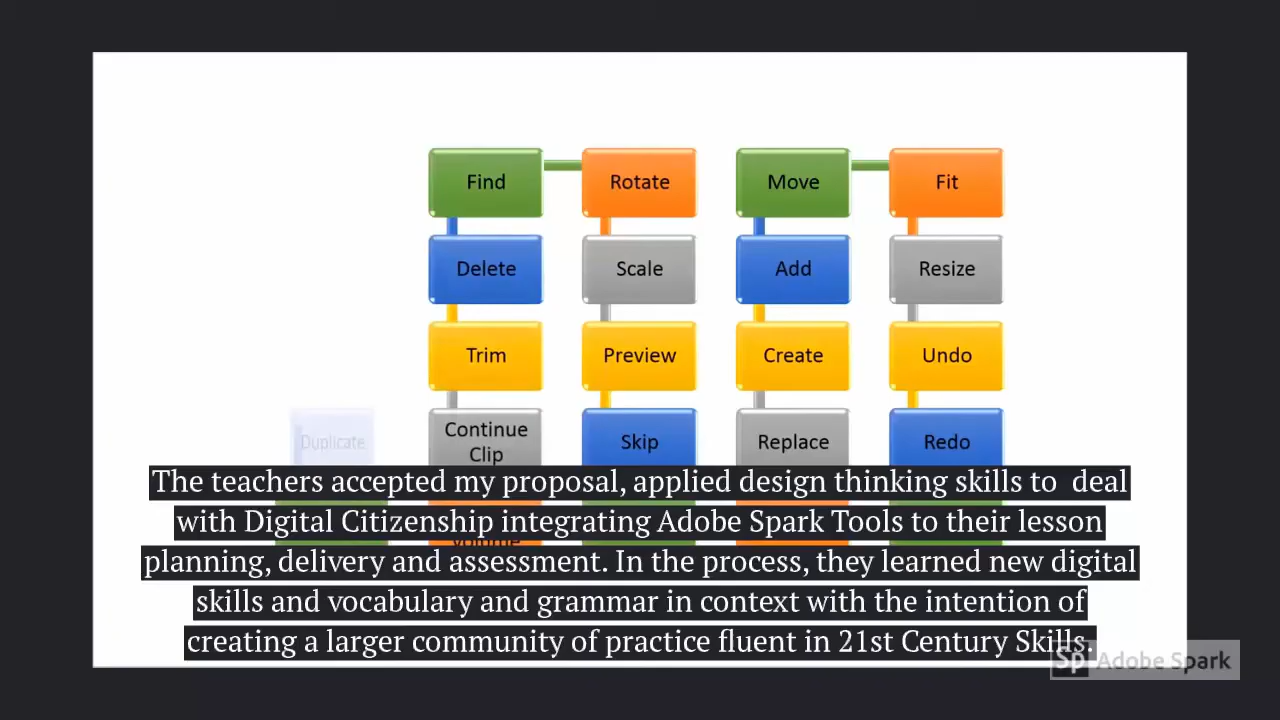 Find Rotate Move Fit
Delete Scale Add Resize
Trim Preview Create Undo
Duplicate Continue Clip Skip Replace Redo
The teachers accepted my proposal, applied design thinking skills to deal
with Digital Citizenship integrating Adobe Spark Tools to their lesson
planning, delivery and assessment. In the process, they learned new digital
skills and vocabulary and grammar in context with the intention of
creating a larger community of practice fluent in 21st Century Skills.
Sp Adobe Spark